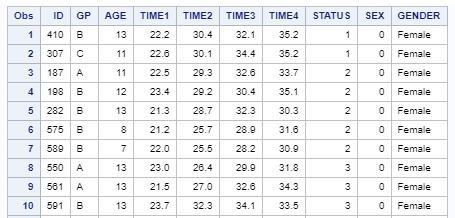 Obs ID GP AGE TIME1 TIME2 TIME3 TIME4 STATUS SEX GENDER
1 410 B 13 22.2 30.4 32.1 35.2 1 0 Female
2 307 C 11 22.6 30.1 34.4 35.2 1 0 Female
3 187 A 11 22.5 29.3 32.6 33.7 2 0 Female
4 198 B 12 23.4 29.2 30.4 35.1 2 0 Female
5 282 B 13 21.3 28.7 32.3 30.3 2 0 Female
6 575 B 8 21.2 25.7 28.9 31.6 2 0 Female
7 589 B 7 22.0 25.5 28.2 30.9 2 0 Female
8 550 A 13 23.0 26.4 29.9 31.8 3 0 Female
9 561 A 13 21.5 27.0 32.6 34.3 3 0 Female
10 591 B 13 23.7 32.3 34.1 33.5 3 0 Female